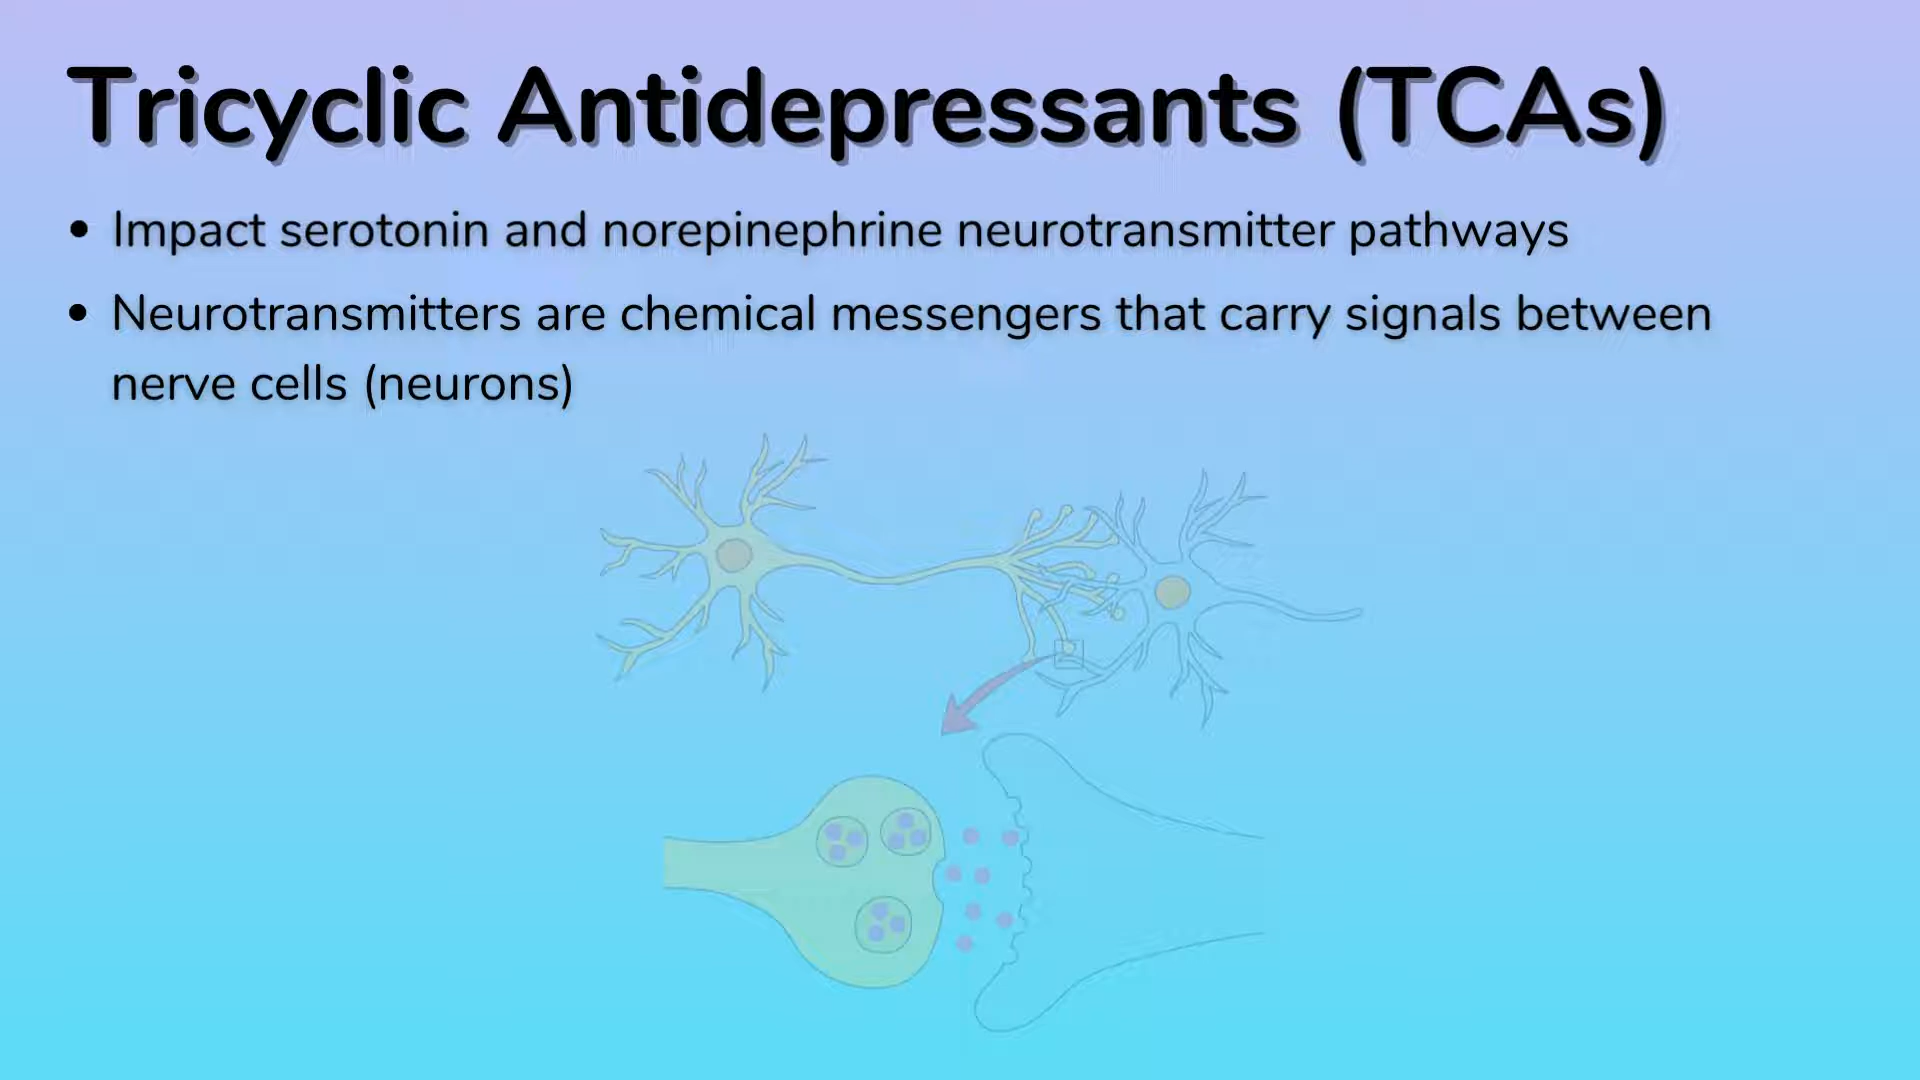 Tricyclic Antidepressants (TCAs)
• Impact serotonin and norepinephrine neurotransmitter pathways
• Neurotransmitters are chemical messengers that carry signals between
nerve cells (neurons)